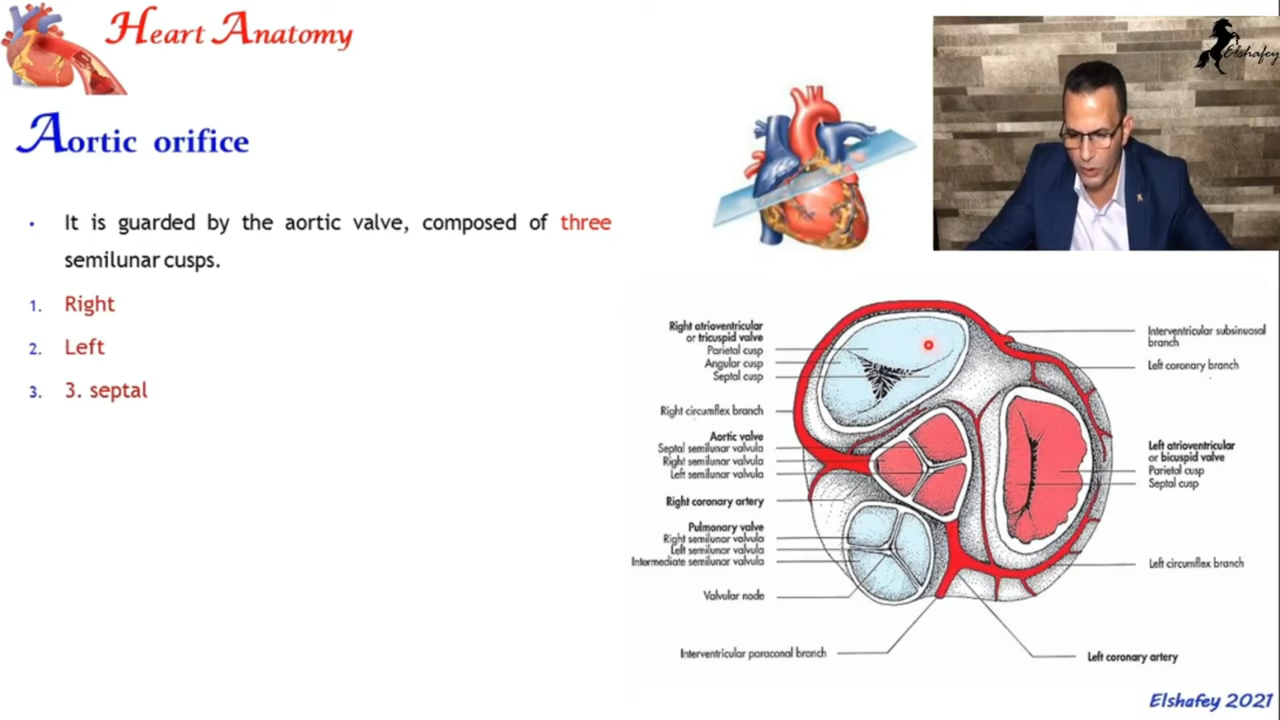 Heart Anatomy
Elshafey
Aortic orifice
• It is guarded by the aortic valve, composed of three
semilunar cusps.
1. Right
2. Left
3. 3. septal
Right atrioventricular
or tricuspid valve
Parietal cusp
Angular cusp
Septal cusp
Right circumflex branch
Aortic valve
Septal semilunar valvula
Right semilunar valvula
Left semilunar valvula
Right coronary artery
Pulmonary valve
Right semilunar valvula
Left semilunar valvula
Intermediate semilunar valvula
Valvular node
Interventricular paraconal branch
Interventricular subsinuosal
branch
Left coronary branch
Left atrioventricular
or bicuspid valve
Parietal cusp
Septal cusp
Left circumflex branch
Left coronary artery
Elshafey 2021